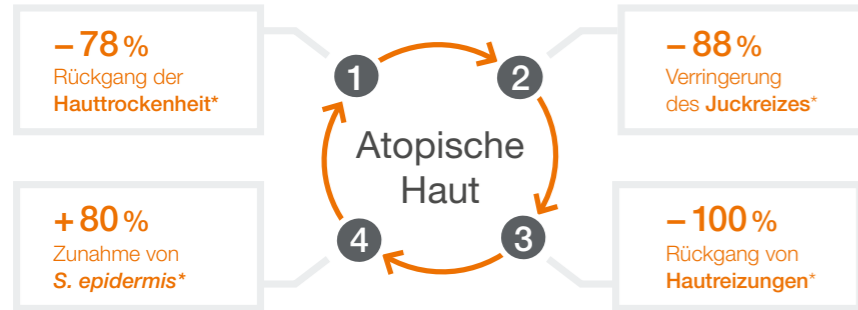 – 78 %
Rückgang der
Hauttrockenheit*
1
2
– 88 %
Verringerung
des Juckreizes*
Atopische
Haut
+ 80 %
Zunahme von
S. epidermis*
4
3
– 100 %
Rückgang von
Hautreizungen*